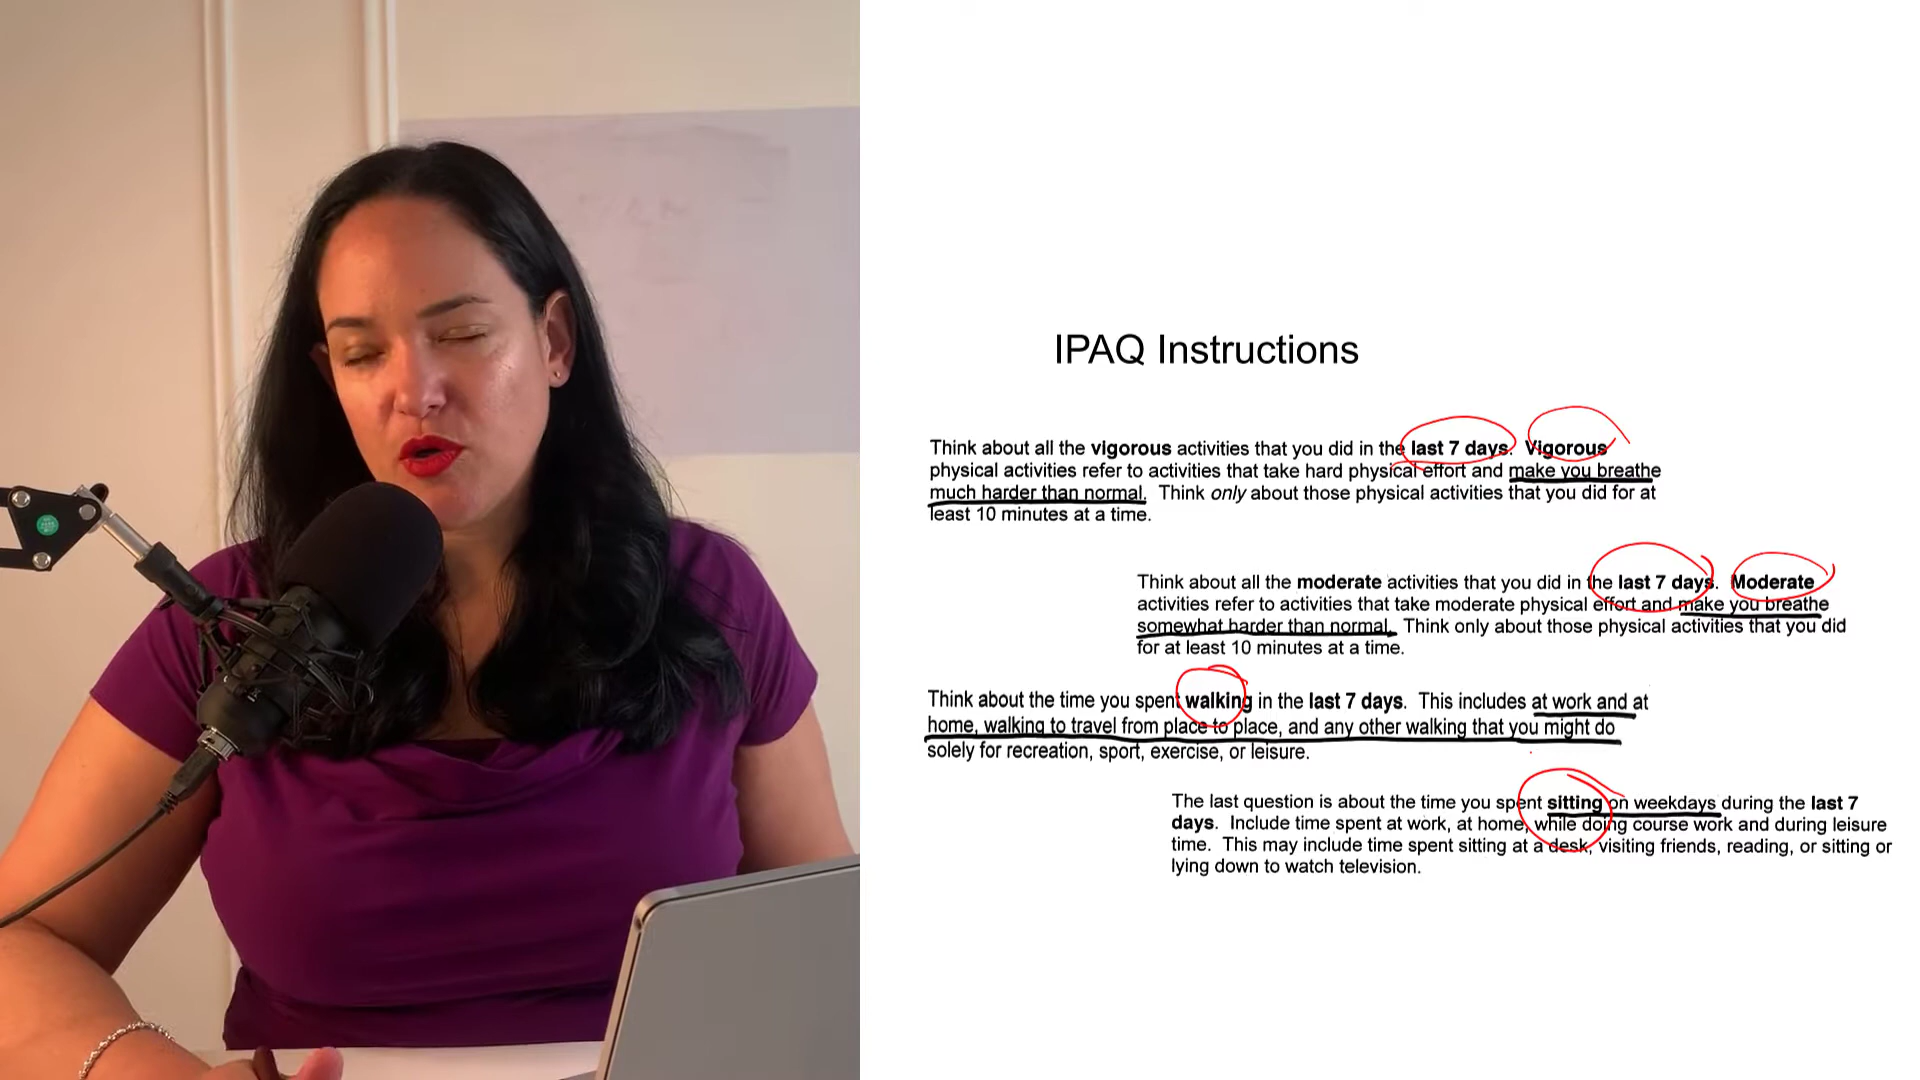 IPAQ Instructions
Think about all the vigorous activities that you did in the last 7 days. Vigorous
physical activities refer to activities that take hard physical effort and make you breathe
much harder than normal. Think only about those physical activities that you did for at
least 10 minutes at a time.
Think about all the moderate activities that you did in the last 7 days. Moderate
activities refer to activities that take moderate physical effort and make you breathe
somewhat harder than normal. Think only about those physical activities that you did
for at least 10 minutes at a time.
Think about the time you spent walking in the last 7 days. This includes at work and at
home, walking to travel from place to place, and any other walking that you might do
solely for recreation, sport, exercise, or leisure.
The last question is about the time you spent sitting on weekdays during the last 7
days. Include time spent at work, at home, while doing course work and during leisure
time. This may include time spent sitting at a desk, visiting friends, reading, or sitting or
lying down to watch television.